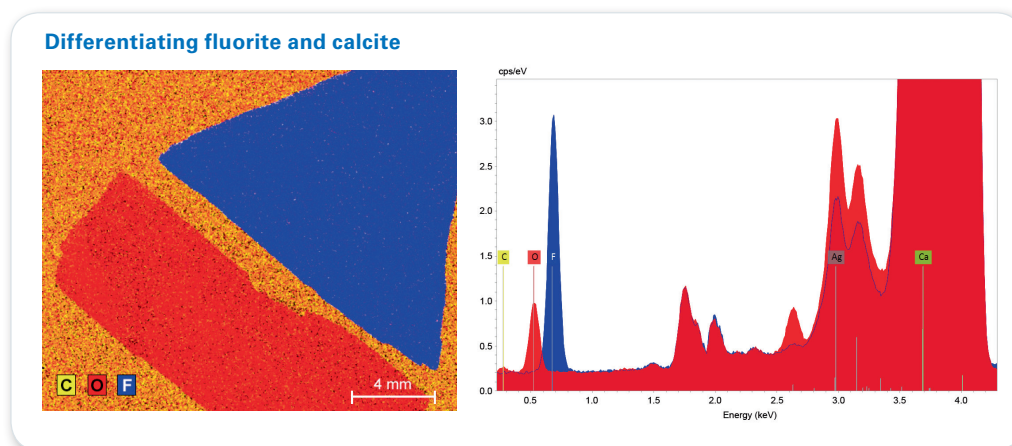 Differentiating fluorite and calcite
C O F
4 mm
cps/eV
3.0
2.5
2.0
1.5
1.0
0.5
0.0
C O F Ag Ca
0.5 1.0 1.5 2.0 2.5 3.0 3.5 4.0
Energy (keV)